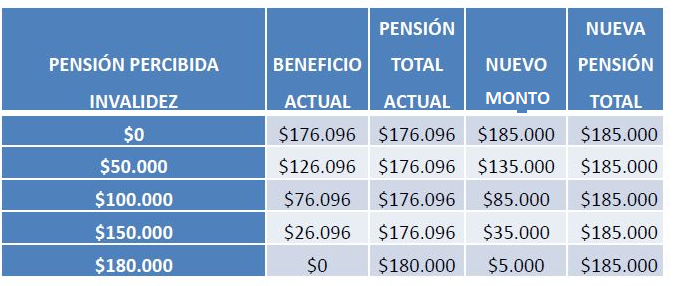 PENSIÓN PERCIBIDA INVALIDEZ BENEFICIO ACTUAL PENSIÓN TOTAL ACTUAL NUEVO MONTO NUEVA PENSIÓN TOTAL
$0 $176.096 $176.096 $185.000 $185.000
$50.000 $126.096 $176.096 $135.000 $185.000
$100.000 $76.096 $176.096 $85.000 $185.000
$150.000 $26.096 $176.096 $35.000 $185.000
$180.000 $0 $180.000 $5.000 $185.000